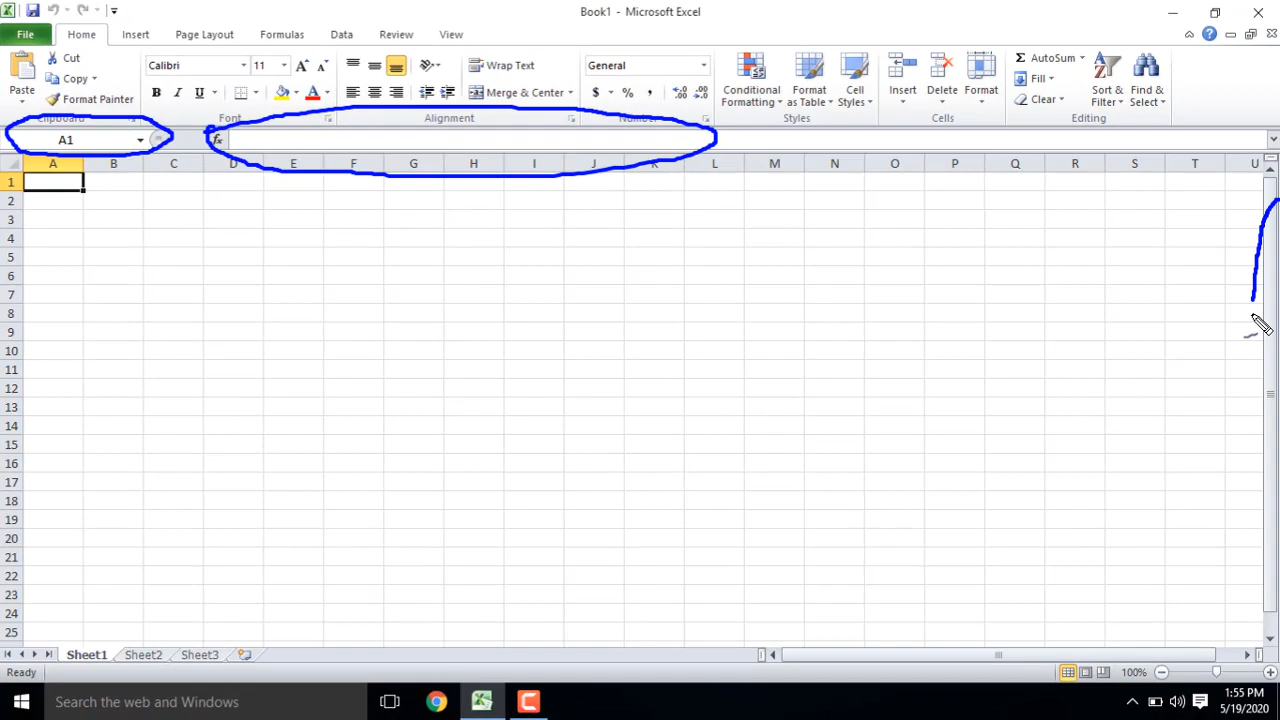 Book1 - Microsoft Excel
File Home Insert Page Layout Formulas Data Review View
Cut
Copy
Format Painter
Paste
Clipboard
Calibri 11
B I U A
Font
Wrap Text
Merge & Center
Alignment
General
$ % ,
Number
Conditional Formatting
Format as Table
Cell Styles
Styles
Insert Delete Format
Cells
Σ AutoSum
Fill
Clear
Sort & Filter
Find & Select
Editing
A1 fx
A B C D E F G H I J K L M N O P Q R S T U
1
2
3
4
5
6
7
8
9
10
11
12
13
14
15
16
17
18
19
20
21
22
23
24
25
Sheet1 Sheet2 Sheet3
Ready 100%
Search the web and Windows
1:55 PM
5/19/2020